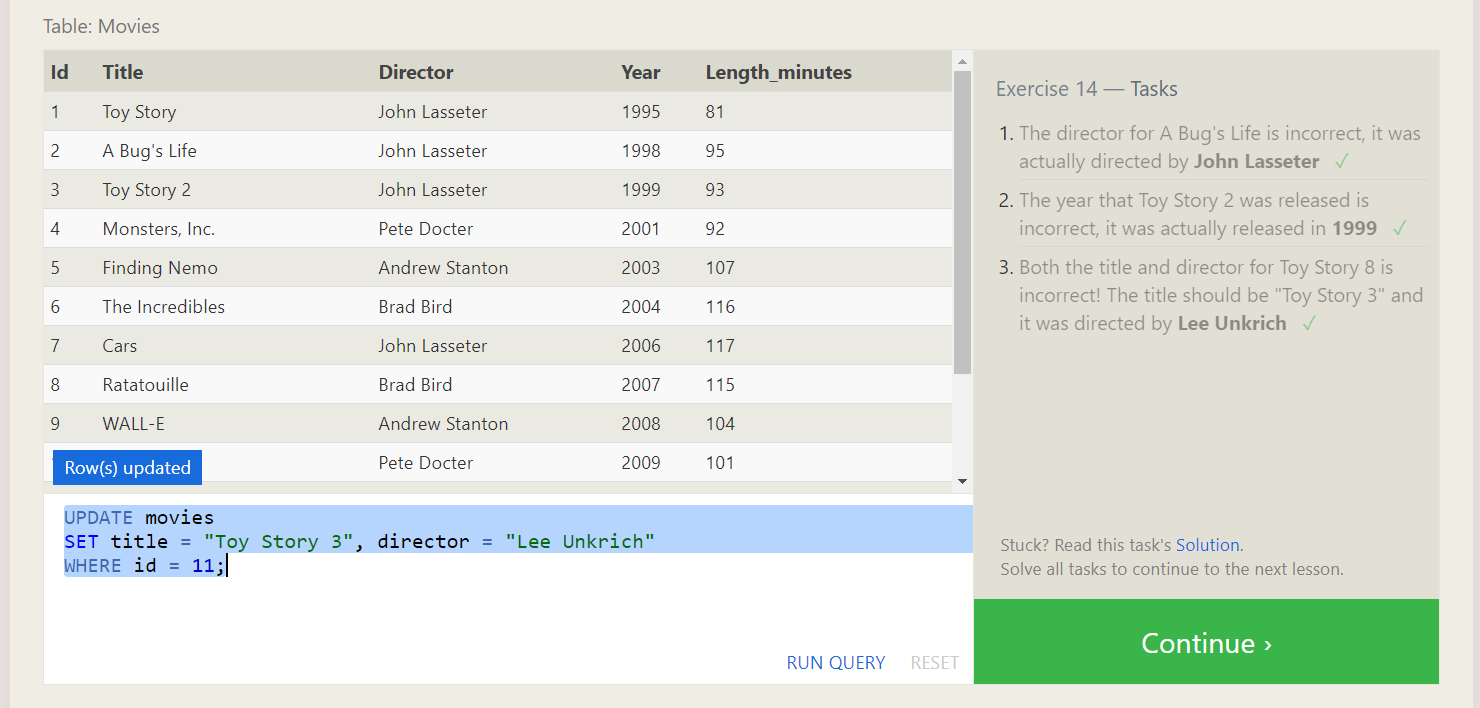 Table: Movies
Id Title Director Year Length_minutes
1 Toy Story John Lasseter 1995 81
2 A Bug's Life John Lasseter 1998 95
3 Toy Story 2 John Lasseter 1999 93
4 Monsters, Inc. Pete Docter 2001 92
5 Finding Nemo Andrew Stanton 2003 107
6 The Incredibles Brad Bird 2004 116
7 Cars John Lasseter 2006 117
8 Ratatouille Brad Bird 2007 115
9 WALL-E Andrew Stanton 2008 104
Pete Docter 2009 101
Row(s) updated
UPDATE movies
SET title = "Toy Story 3", director = "Lee Unkrich"
WHERE id = 11;
RUN QUERY RESET
Exercise 14 — Tasks
1. The director for A Bug's Life is incorrect, it was
actually directed by John Lasseter ✓
2. The year that Toy Story 2 was released is
incorrect, it was actually released in 1999 ✓
3. Both the title and director for Toy Story 8 is
incorrect! The title should be "Toy Story 3" and
it was directed by Lee Unkrich ✓
Stuck? Read this task's Solution.
Solve all tasks to continue to the next lesson.
Continue ›